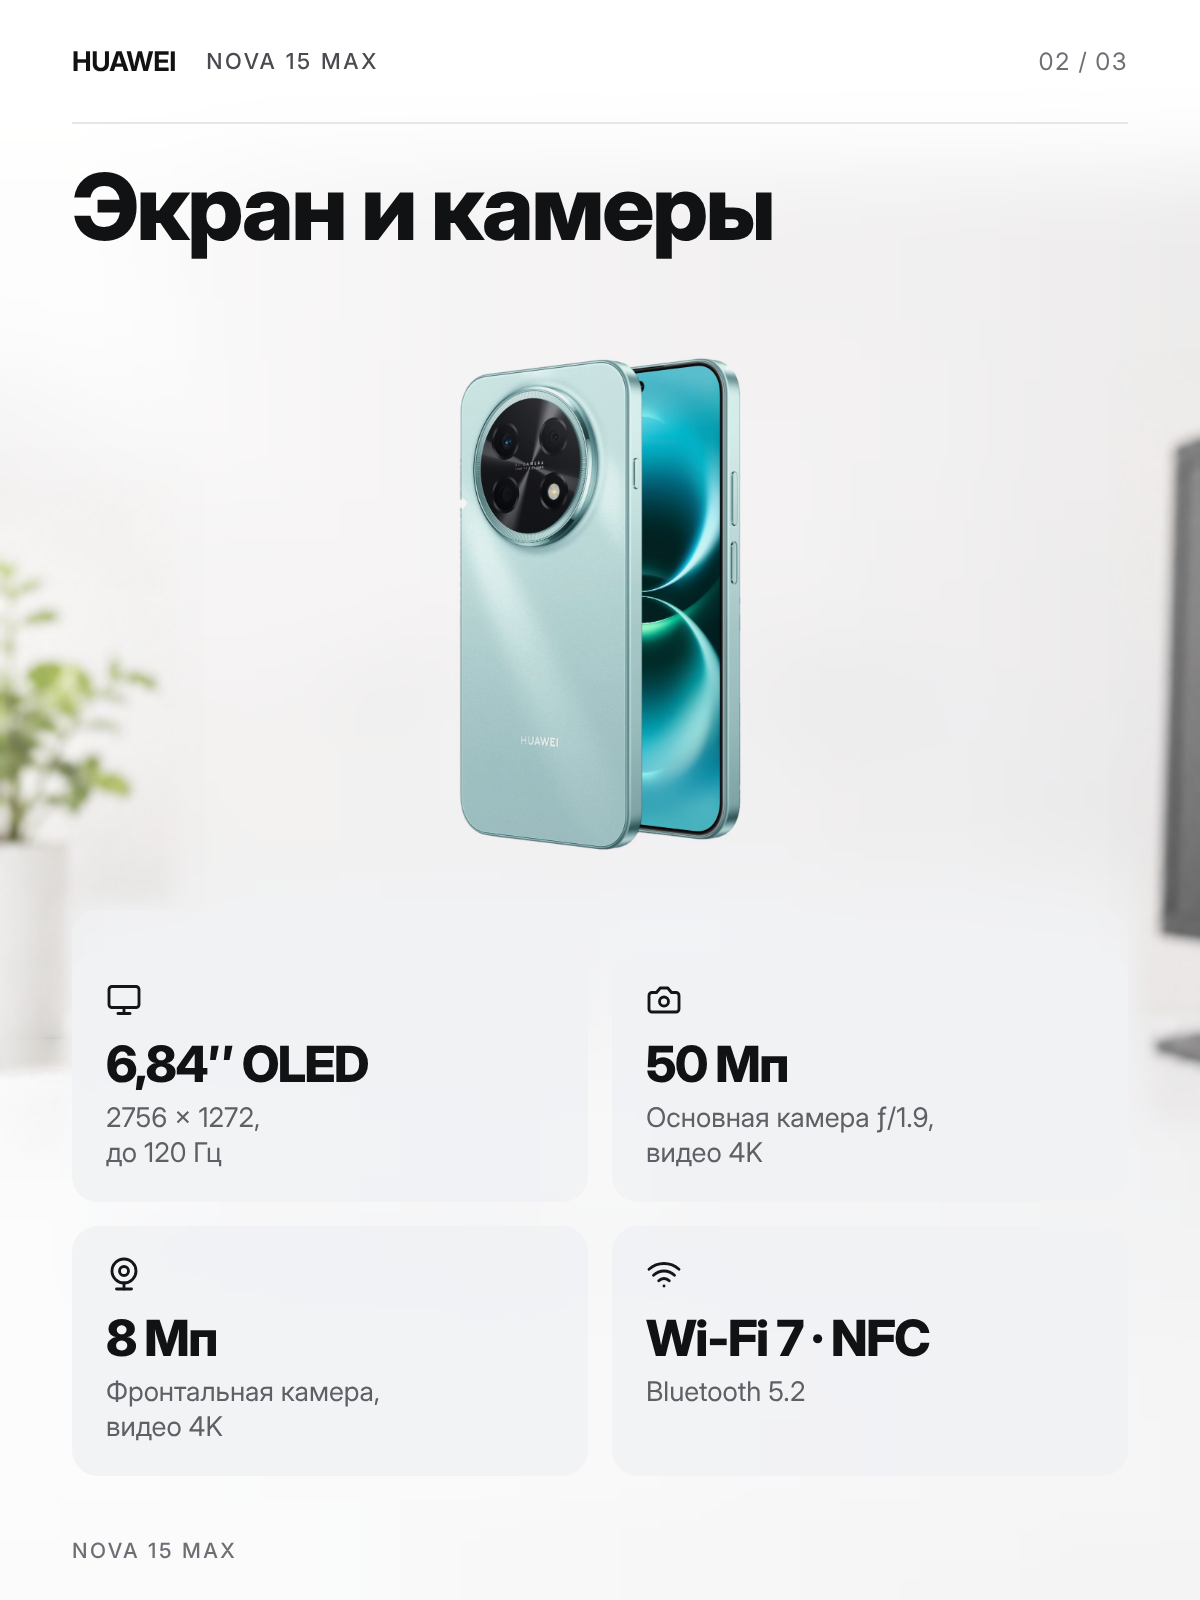 HUAWEI NOVA 15 MAX 02 / 03
Экран и камеры
HUAWEI
6,84″ OLED
2756 × 1272,
до 120 Гц
50 Мп
Основная камера ƒ/1.9,
видео 4K
8 Мп
Фронтальная камера,
видео 4K
Wi-Fi 7 · NFC
Bluetooth 5.2
NOVA 15 MAX